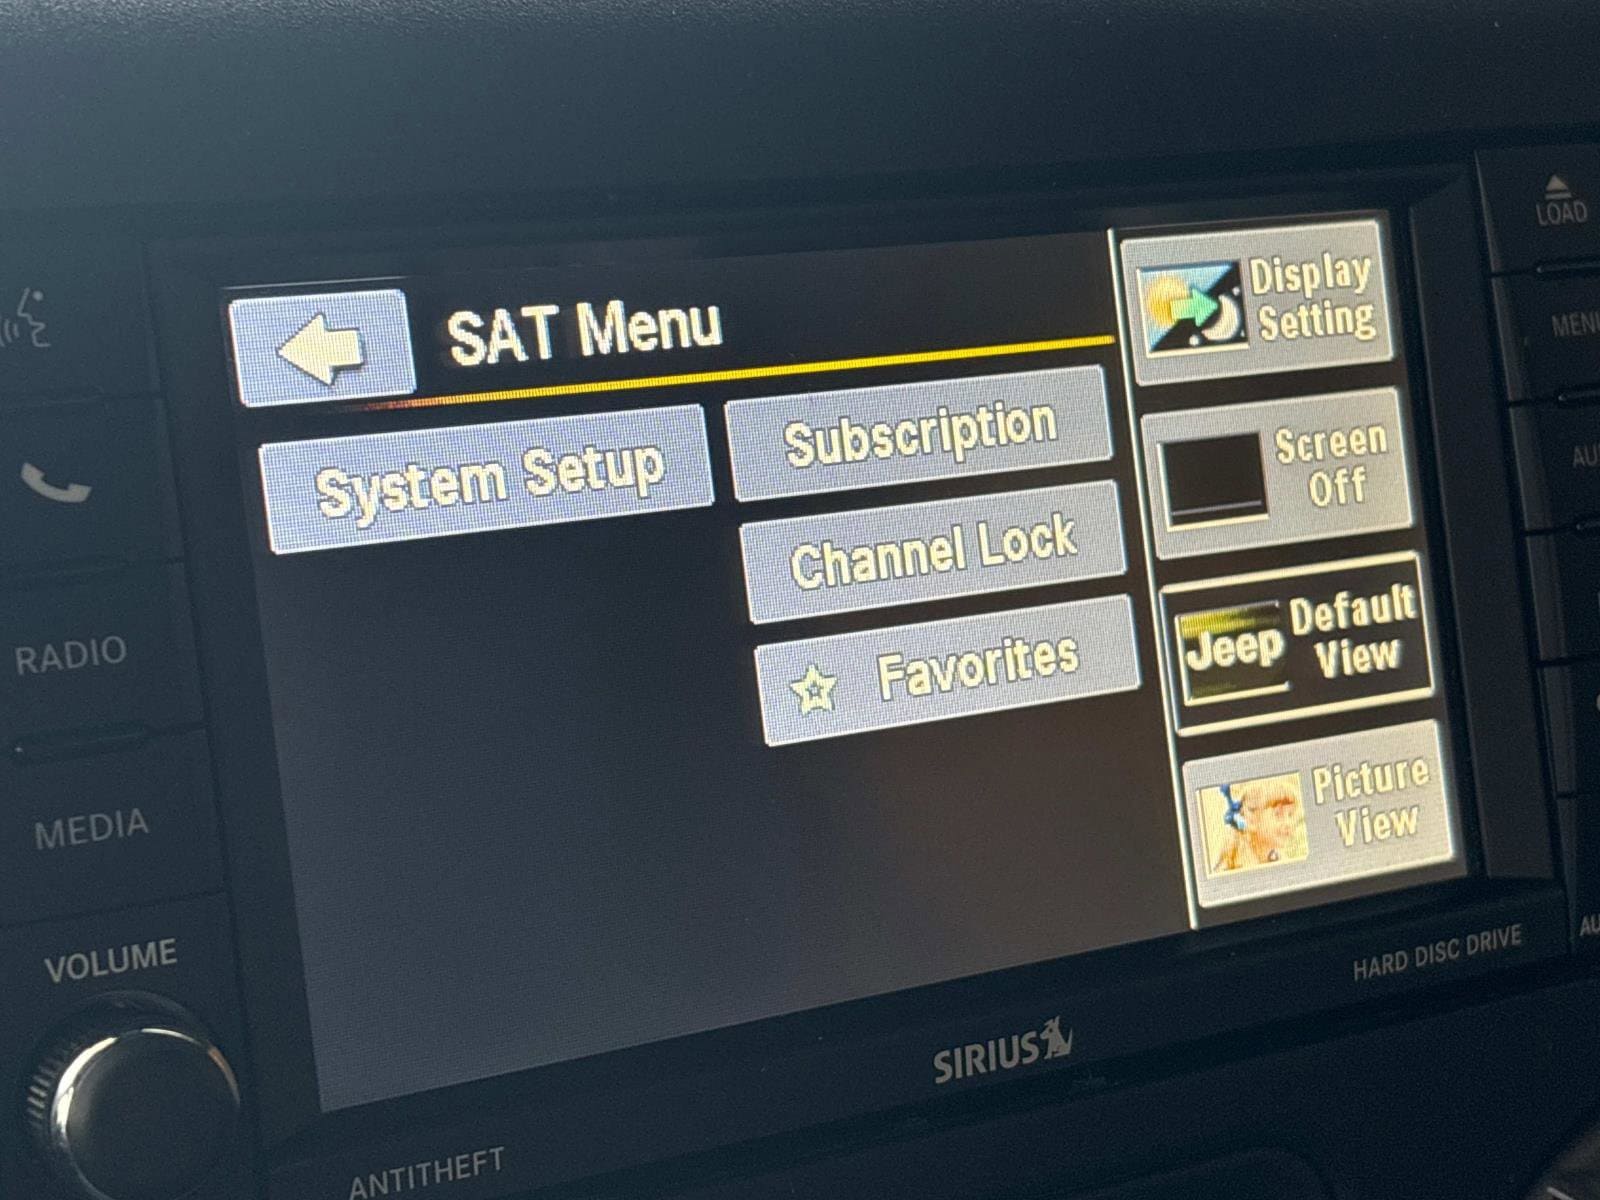 SAT Menu
System Setup
Subscription
Channel Lock
Favorites
Display
Setting
Screen
Off
Jeep
Default
View
Picture
View
LOAD
RADIO
MEDIA
VOLUME
HARD DISC DRIVE
SIRIUS
ANTITHEFT